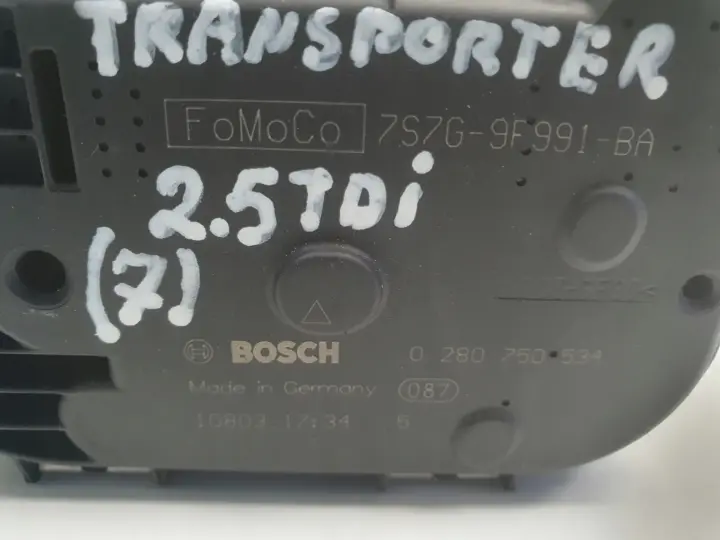 TRANSPORTER
FoMoCo 7S7G-9F991-BA
2.5TDi
(7)
BOSCH 0 280 750 534
Made in Germany 087
10803 17:34 6